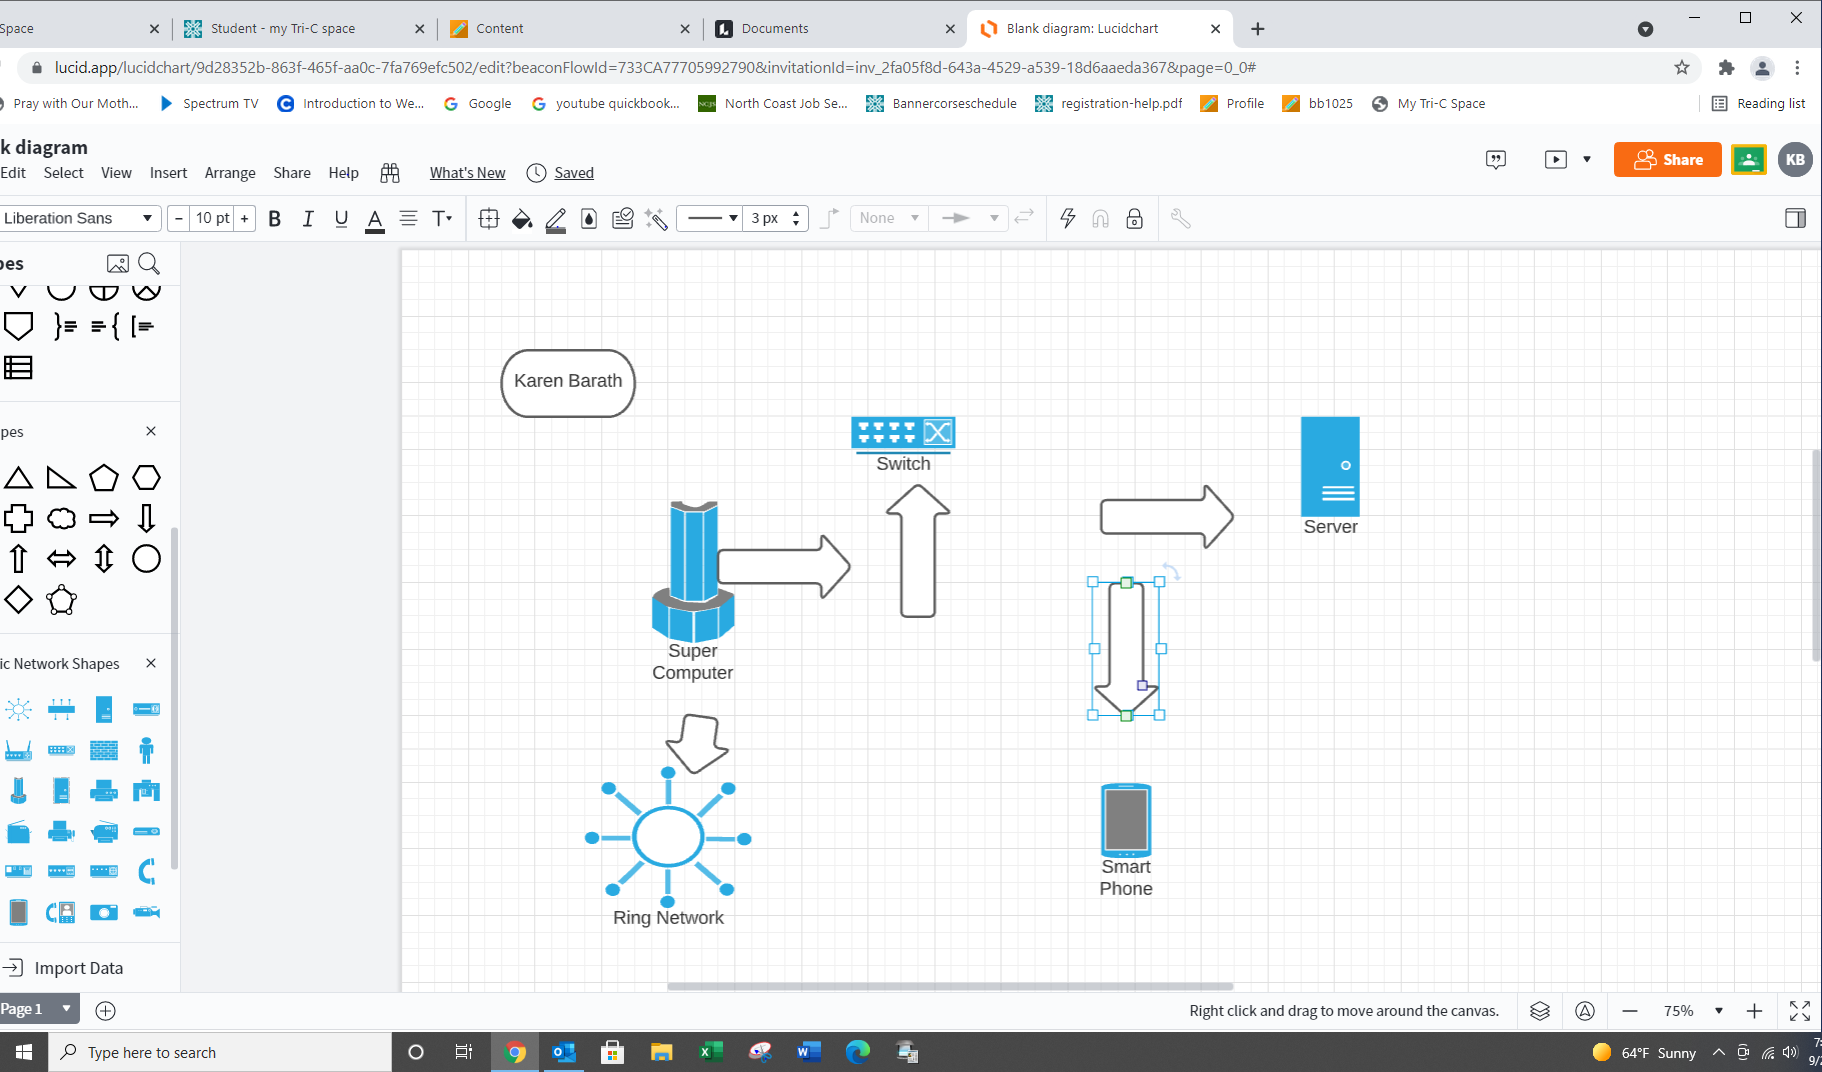 Space
Student - my Tri-C space
Content
Documents
Blank diagram: Lucidchart
lucid.app/lucidchart/9d28352b-863f-465f-aa0c-7fa769efc502/edit?beaconFlowId=733CA77705992790&invitationId=inv_2fa05f8d-643a-4529-a539-18d6aaeda367&page=0_0#
Pray with Our Moth...
Spectrum TV
Introduction to We...
Google
youtube quickbook...
North Coast Job Se...
Bannercorseschedule
registration-help.pdf
Profile
bb1025
My Tri-C Space
Reading list
k diagram
Edit Select View Insert Arrange Share Help What's New Saved
Share
KB
Liberation Sans
10 pt
3 px
None
pes
Karen Barath
Switch
Server
Super
Computer
Ring Network
Smart
Phone
pes
ic Network Shapes
Import Data
Page 1
Right click and drag to move around the canvas.
75%
Type here to search
64°F Sunny
7:
9/